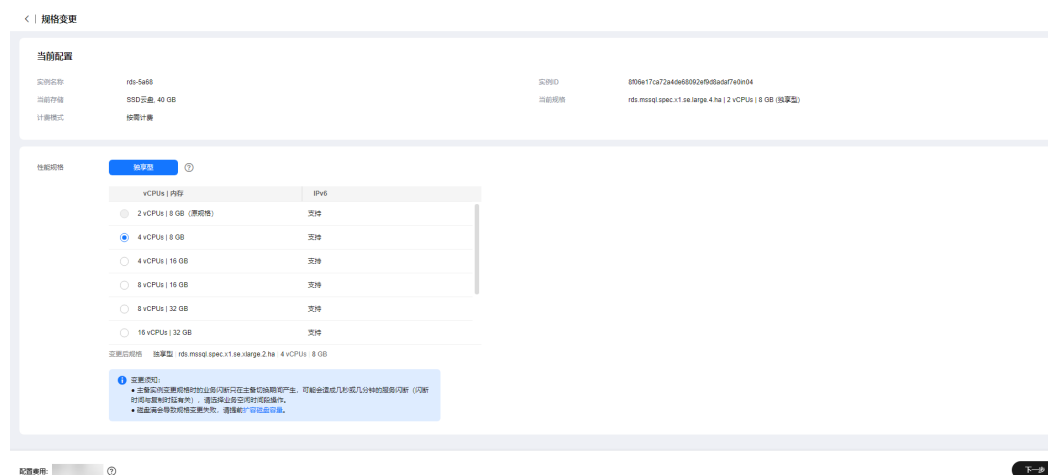 规格变更
当前配置
实例名称 rds-5a68 实例ID 8f06e17ca72a4de68092ef9d8adaf7e0in04
当前存储 SSD云盘, 40 GB 当前规格 rds.mssql.spec.x1.se.large.4.ha | 2 vCPUs | 8 GB (独享型)
计费模式 按需计费
性能规格 独享型
vCPUs | 内存 IPv6
2 vCPUs | 8 GB（原规格） 支持
4 vCPUs | 8 GB 支持
4 vCPUs | 16 GB 支持
8 vCPUs | 16 GB 支持
8 vCPUs | 32 GB 支持
16 vCPUs | 32 GB 支持
变更后规格 独享型 | rds.mssql.spec.x1.se.xlarge.2.ha | 4 vCPUs | 8 GB
变更须知:
● 主备实例变更规格时的业务闪断只在主备切换期间产生，可能会造成几秒或几分钟的服务闪断（闪断
时间与复制时延有关），请选择业务空闲时间段操作。
● 磁盘满会导致规格变更失败，请提前扩容磁盘容量。
配置费用:
下一步